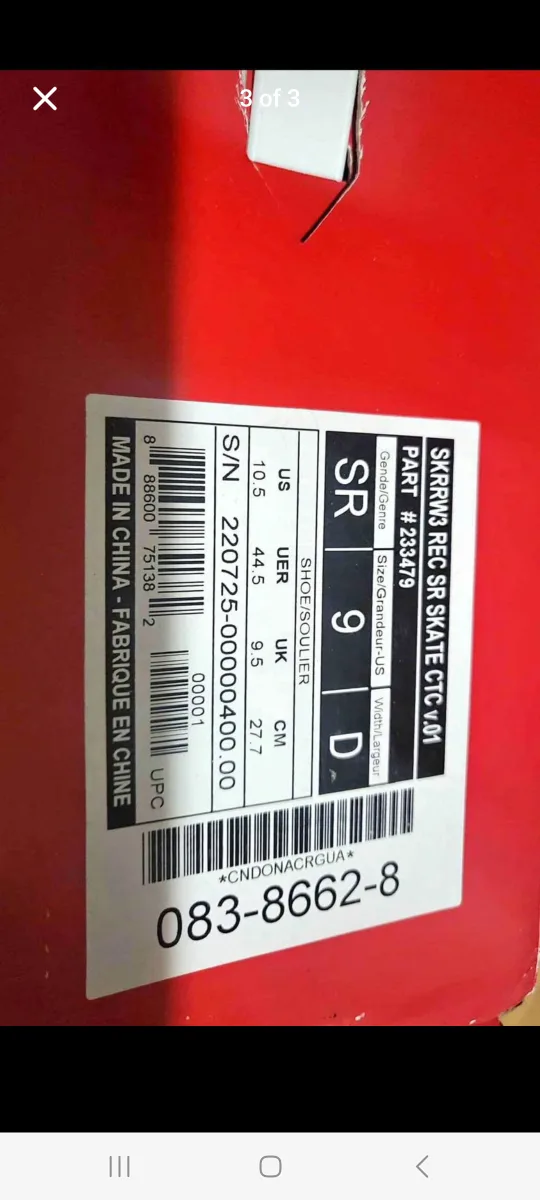 3 of 3
SKRRW3 REC SR SKATE CTC v.01
PART # 233479
Gende/Genre Size/Grandeur-US Width/Largeur
SR 9 D
SHOE/SOULIER
US UER UK CM
10.5 44.5 9.5 27.7
S/N 220725-00000400.00
00001
8 88600 75138 2 UPC
MADE IN CHINA - FABRIQUE EN CHINE
*CNDONACRGUA*
083-8662-8